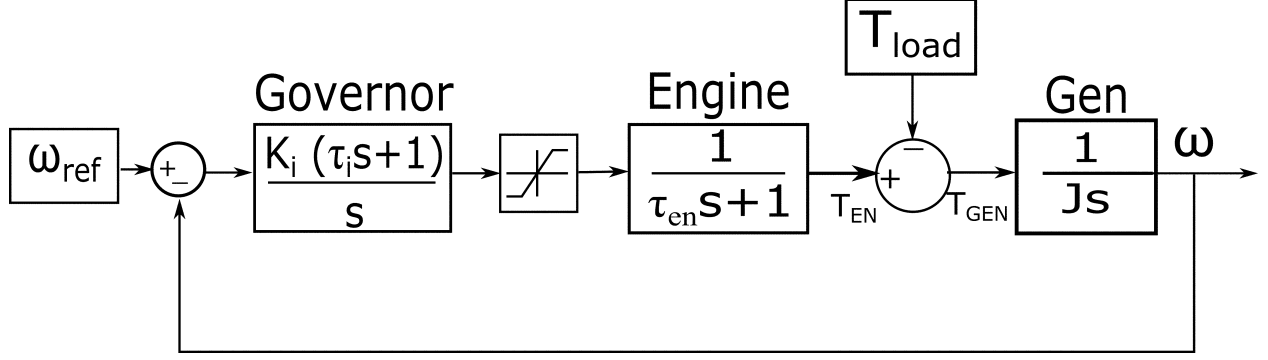 T_load
Governor
Engine
Gen
ω_ref
+
−
K_i (τ_i s+1)
s
1
τ_en s+1
T_EN
−
+
T_GEN
1
Js
ω